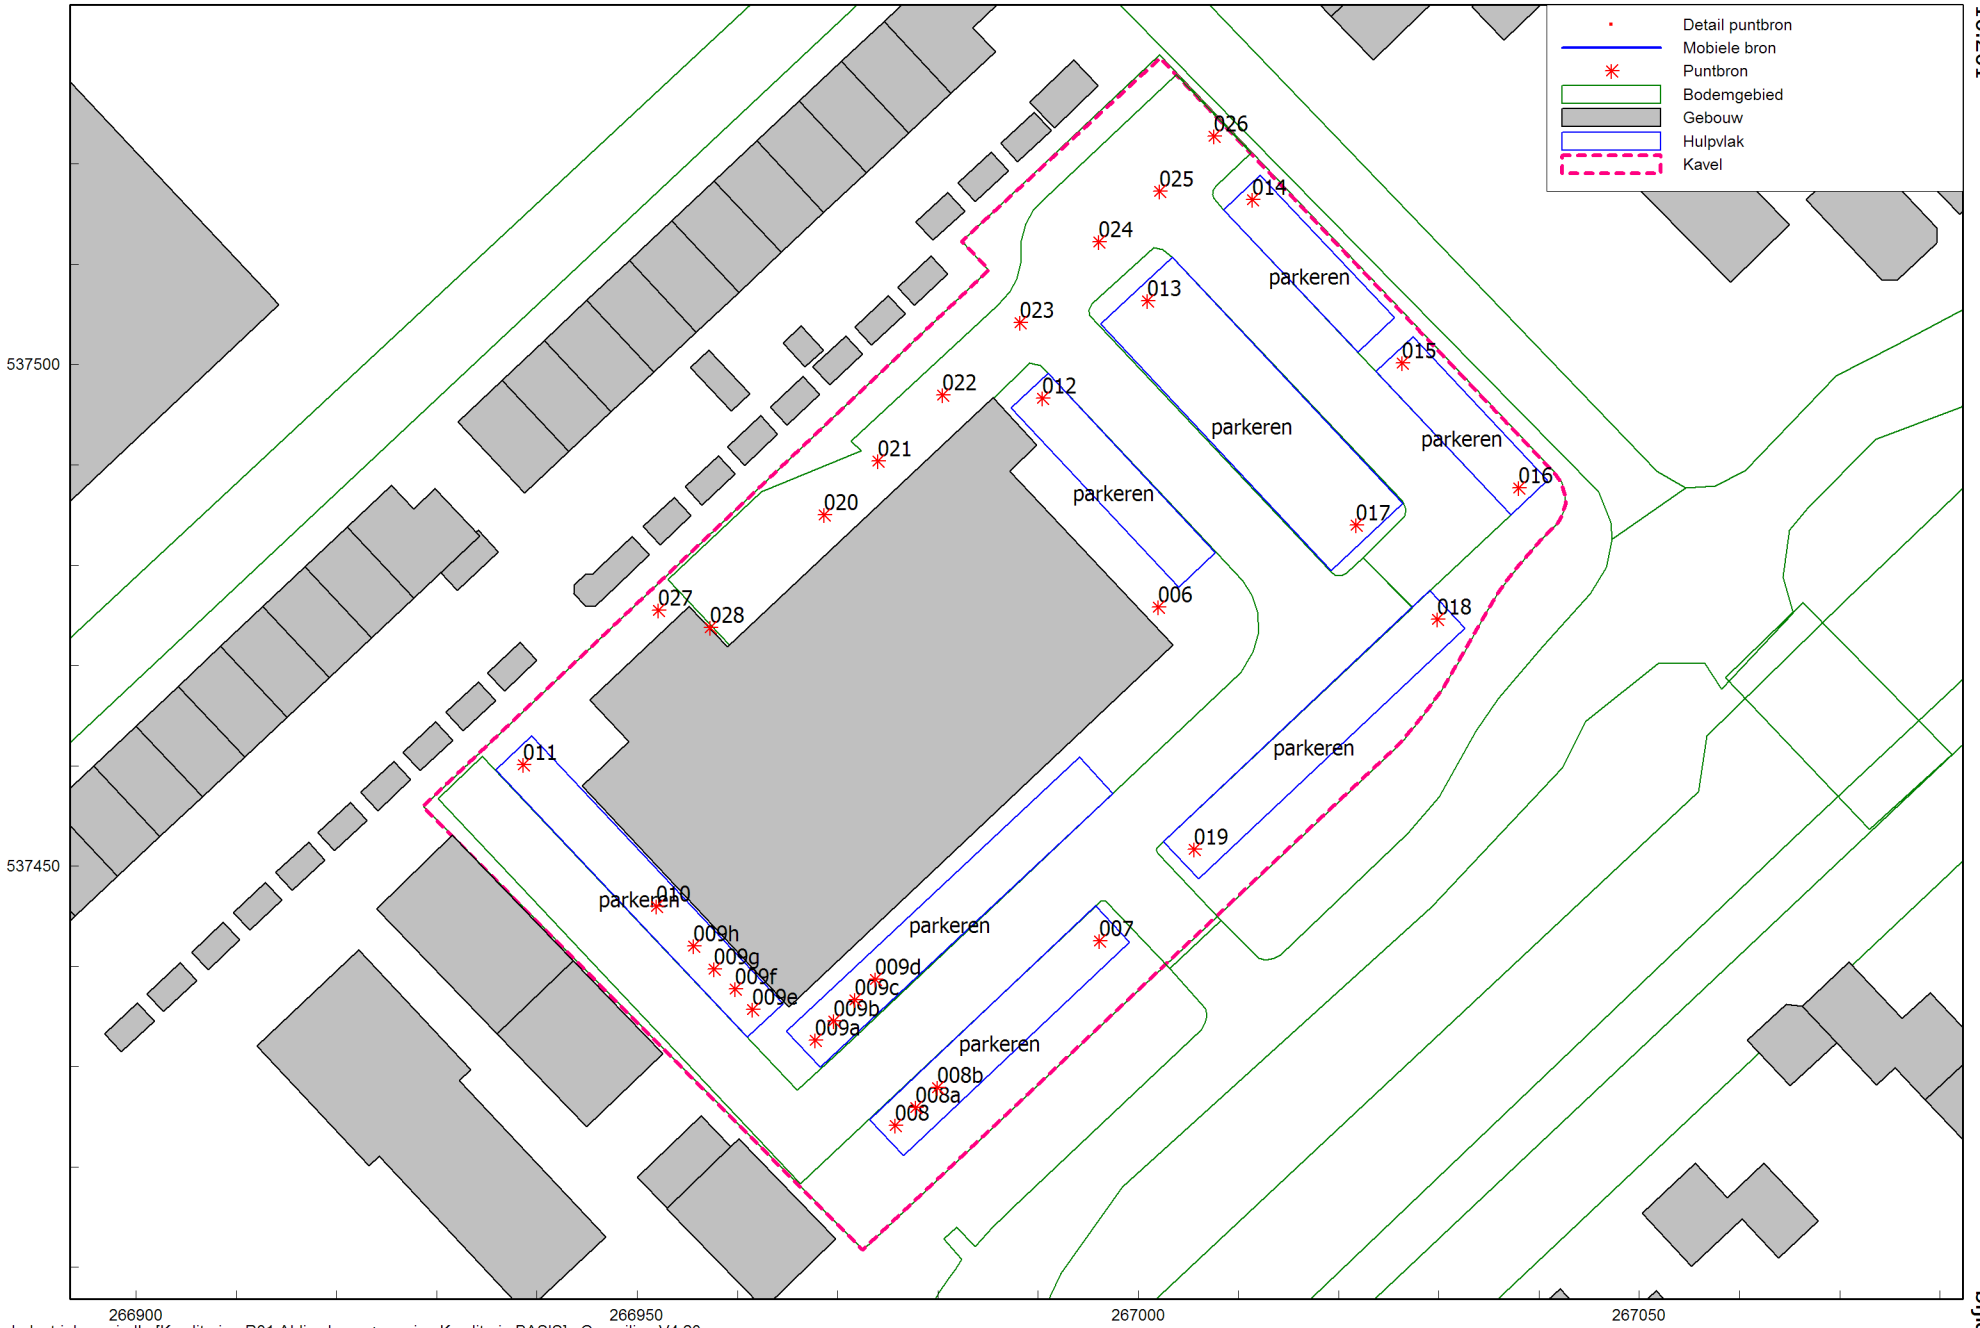 Detail puntbron
Mobiele bron
Puntbron
Bodemgebied
Gebouw
Hulpvlak
Kavel
026
025
014
024
parkeren
013
023
015
537500
022
012
parkeren
parkeren
021
016
parkeren
020
017
006
027
018
028
011
parkeren
019
537450
010
parkeren
parkeren
007
009h
009g
009d
009f
009c
009e
009b
009a
parkeren
008b
008a
008
266900
266950
267000
267050